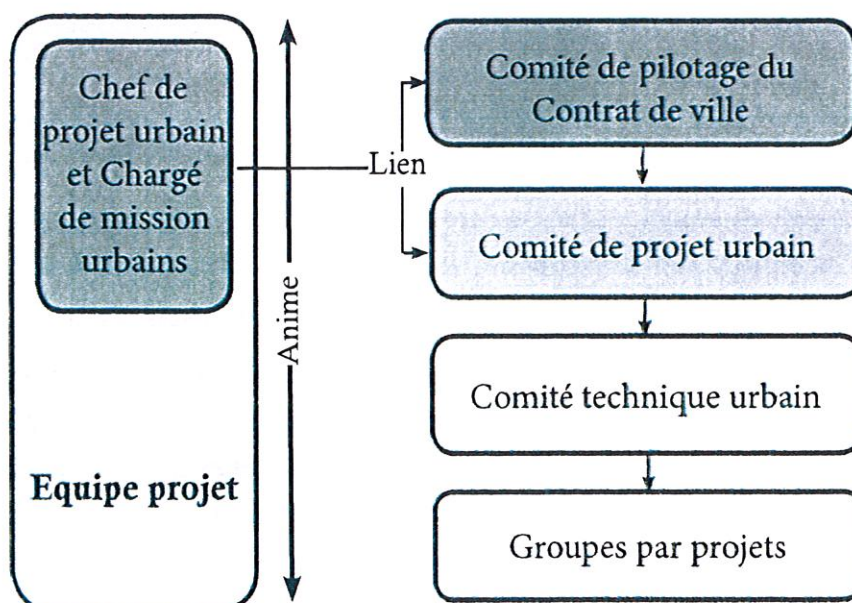 Chef de
projet urbain
et Chargé
de mission
urbains
Equipe projet
Anime
Lien
Comité de pilotage du
Contrat de ville
Comité de projet urbain
Comité technique urbain
Groupes par projets